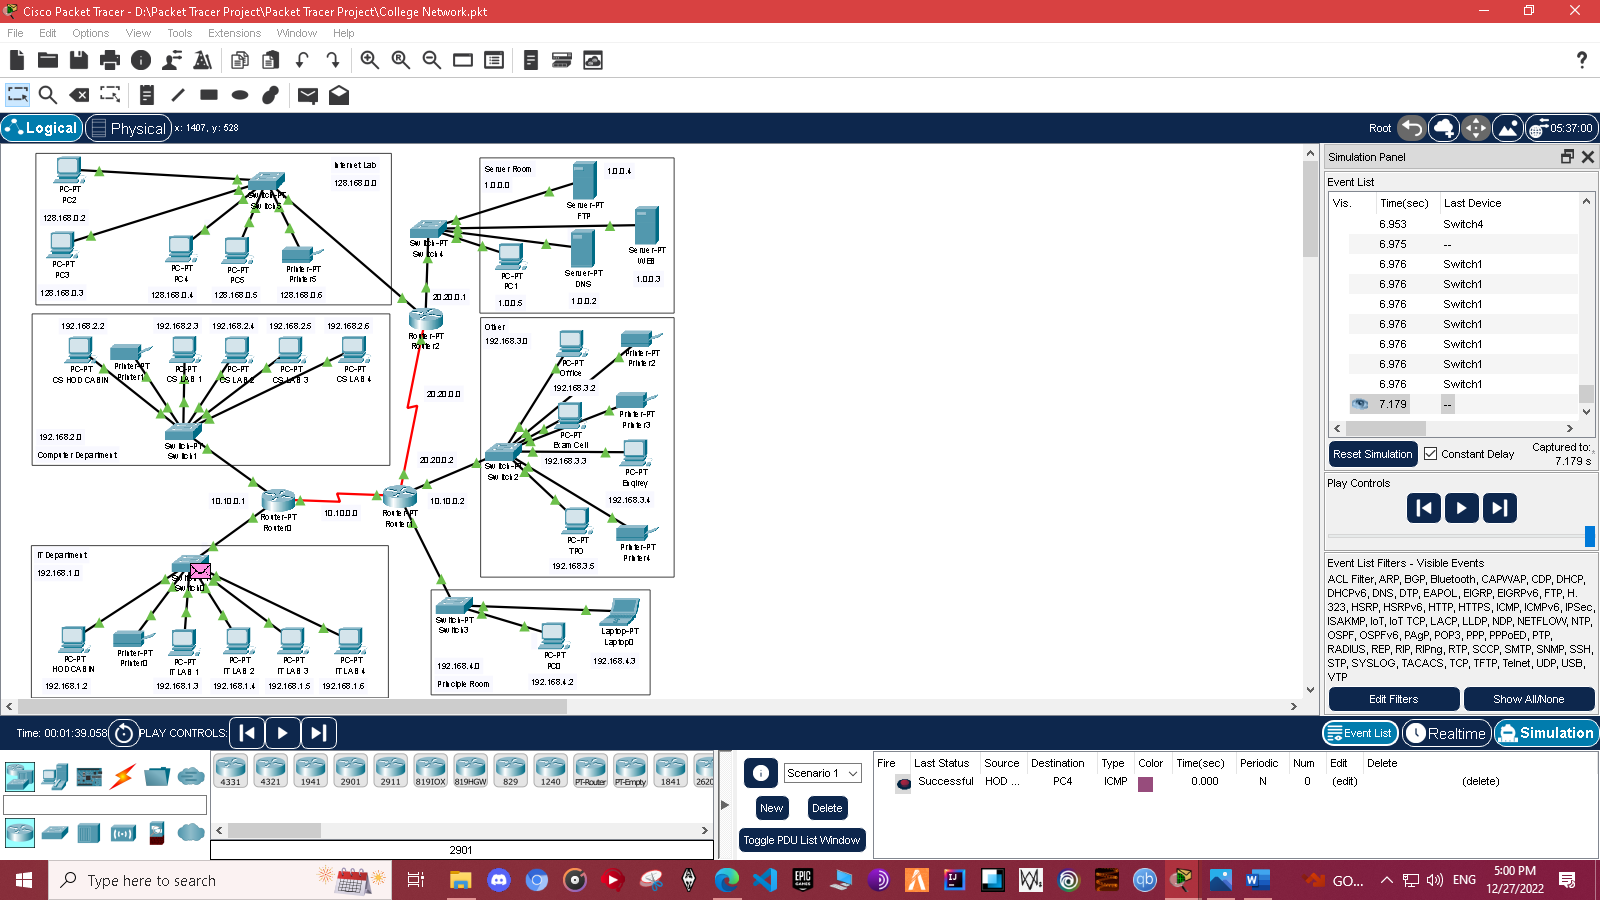 Cisco Packet Tracer - D:\Packet Tracer Project\Packet Tracer Project\College Network.pkt
File Edit Options View Tools Extensions Window Help
Logical Physical x: 1407, y: 528
Root 05:37:00
Internet Lab
128.168.0.0
PC-PT
PC2
128.168.0.2
Switch-PT
PC-PT
PC3
128.168.0.3
PC-PT
PC4
128.168.0.4
PC-PT
PC5
128.168.0.5
Printer-PT
Printer5
128.168.0.6
Server Room
1.0.0.0
Server-PT
FTP
1.0.0.4
Switch-PT
Switch4
Server-PT
WEB
1.0.0.3
Server-PT
DNS
1.0.0.2
PC-PT
PC1
1.0.0.5
20.20.0.1
Router-PT
Router2
20.20.0.0
20.20.0.2
192.168.2.2
192.168.2.3
192.168.2.4
192.168.2.5
192.168.2.6
PC-PT
CS HOD CABIN
Printer-PT
Printer1
PC-PT
CS LAB 1
PC-PT
CS LAB 2
PC-PT
CS LAB 3
PC-PT
CS LAB 4
192.168.2.0
Computer Department
Switch-PT
Switch1
Other
192.168.3.0
PC-PT
Office
192.168.3.2
Printer-PT
Printer2
Printer-PT
Printer3
PC-PT
Exam Cell
192.168.3.3
Switch-PT
Switch2
PC-PT
Enqirey
192.168.3.4
PC-PT
TPO
192.168.3.5
Printer-PT
Printer4
10.10.0.1
Router-PT
Router0
10.10.0.0
Router-PT
Router1
10.10.0.2
IT Department
192.168.1.0
Switch0
PC-PT
HOD CABIN
192.168.1.2
Printer-PT
Printer0
PC-PT
IT LAB 1
192.168.1.3
PC-PT
IT LAB 2
192.168.1.4
PC-PT
IT LAB 3
192.168.1.5
PC-PT
IT LAB 4
192.168.1.6
Switch-PT
Switch3
192.168.4.0
Principle Room
PC-PT
PC0
192.168.4.2
Laptop-PT
Laptop0
192.168.4.3
Simulation Panel
Event List
Vis. Time(sec) Last Device
6.953 Switch4
6.975 --
6.976 Switch1
6.976 Switch1
6.976 Switch1
6.976 Switch1
6.976 Switch1
6.976 Switch1
6.976 Switch1
7.179 --
Reset Simulation Constant Delay Captured to:
7.179 s
Play Controls
Event List Filters - Visible Events
ACL Filter, ARP, BGP, Bluetooth, CAPWAP, CDP, DHCP,
DHCPv6, DNS, DTP, EAPOL, EIGRP, EIGRPv6, FTP, H.
323, HSRP, HSRPv6, HTTP, HTTPS, ICMP, ICMPv6, IPSec,
ISAKMP, IoT, IoT TCP, LACP, LLDP, NDP, NETFLOW, NTP,
OSPF, OSPFv6, PAgP, POP3, PPP, PPPoED, PTP,
RADIUS, REP, RIP, RIPng, RTP, SCCP, SMTP, SNMP, SSH,
STP, SYSLOG, TACACS, TCP, TFTP, Telnet, UDP, USB,
VTP
Edit Filters Show All/None
Time: 00:01:39.058 PLAY CONTROLS:
Event List Realtime Simulation
4331 4321 1941 2901 2911 819IOX 819HGW 829 1240 PT-Router PT-Empty 1841 2620
2901
Scenario 1
New Delete
Toggle PDU List Window
Fire Last Status Source Destination Type Color Time(sec) Periodic Num Edit Delete
Successful HOD ... PC4 ICMP 0.000 N 0 (edit) (delete)
Type here to search
GO... ENG
5:00 PM
12/27/2022